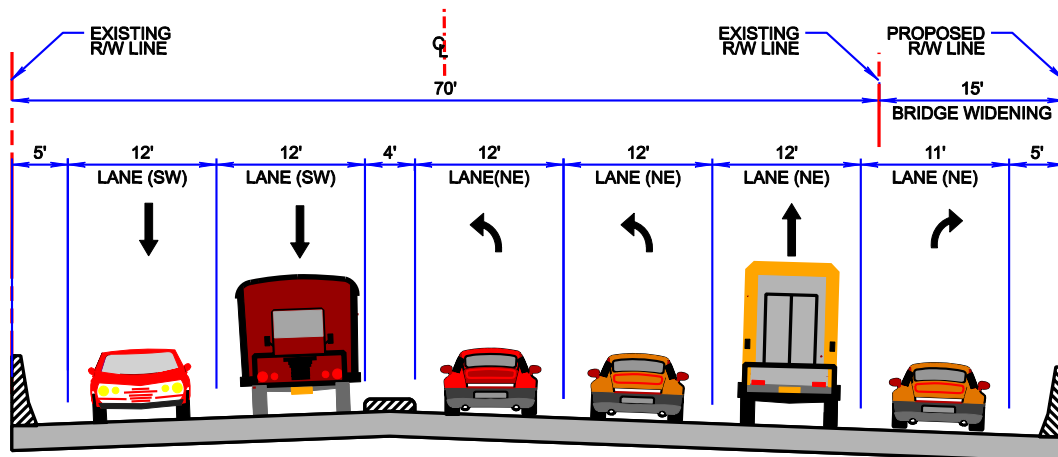 EXISTING
R/W LINE
CL
EXISTING
R/W LINE
PROPOSED
R/W LINE
70'
15'
BRIDGE WIDENING
5'
12'
12'
4'
12'
12'
12'
11'
5'
LANE (SW)
LANE (SW)
LANE(NE)
LANE (NE)
LANE (NE)
LANE (NE)